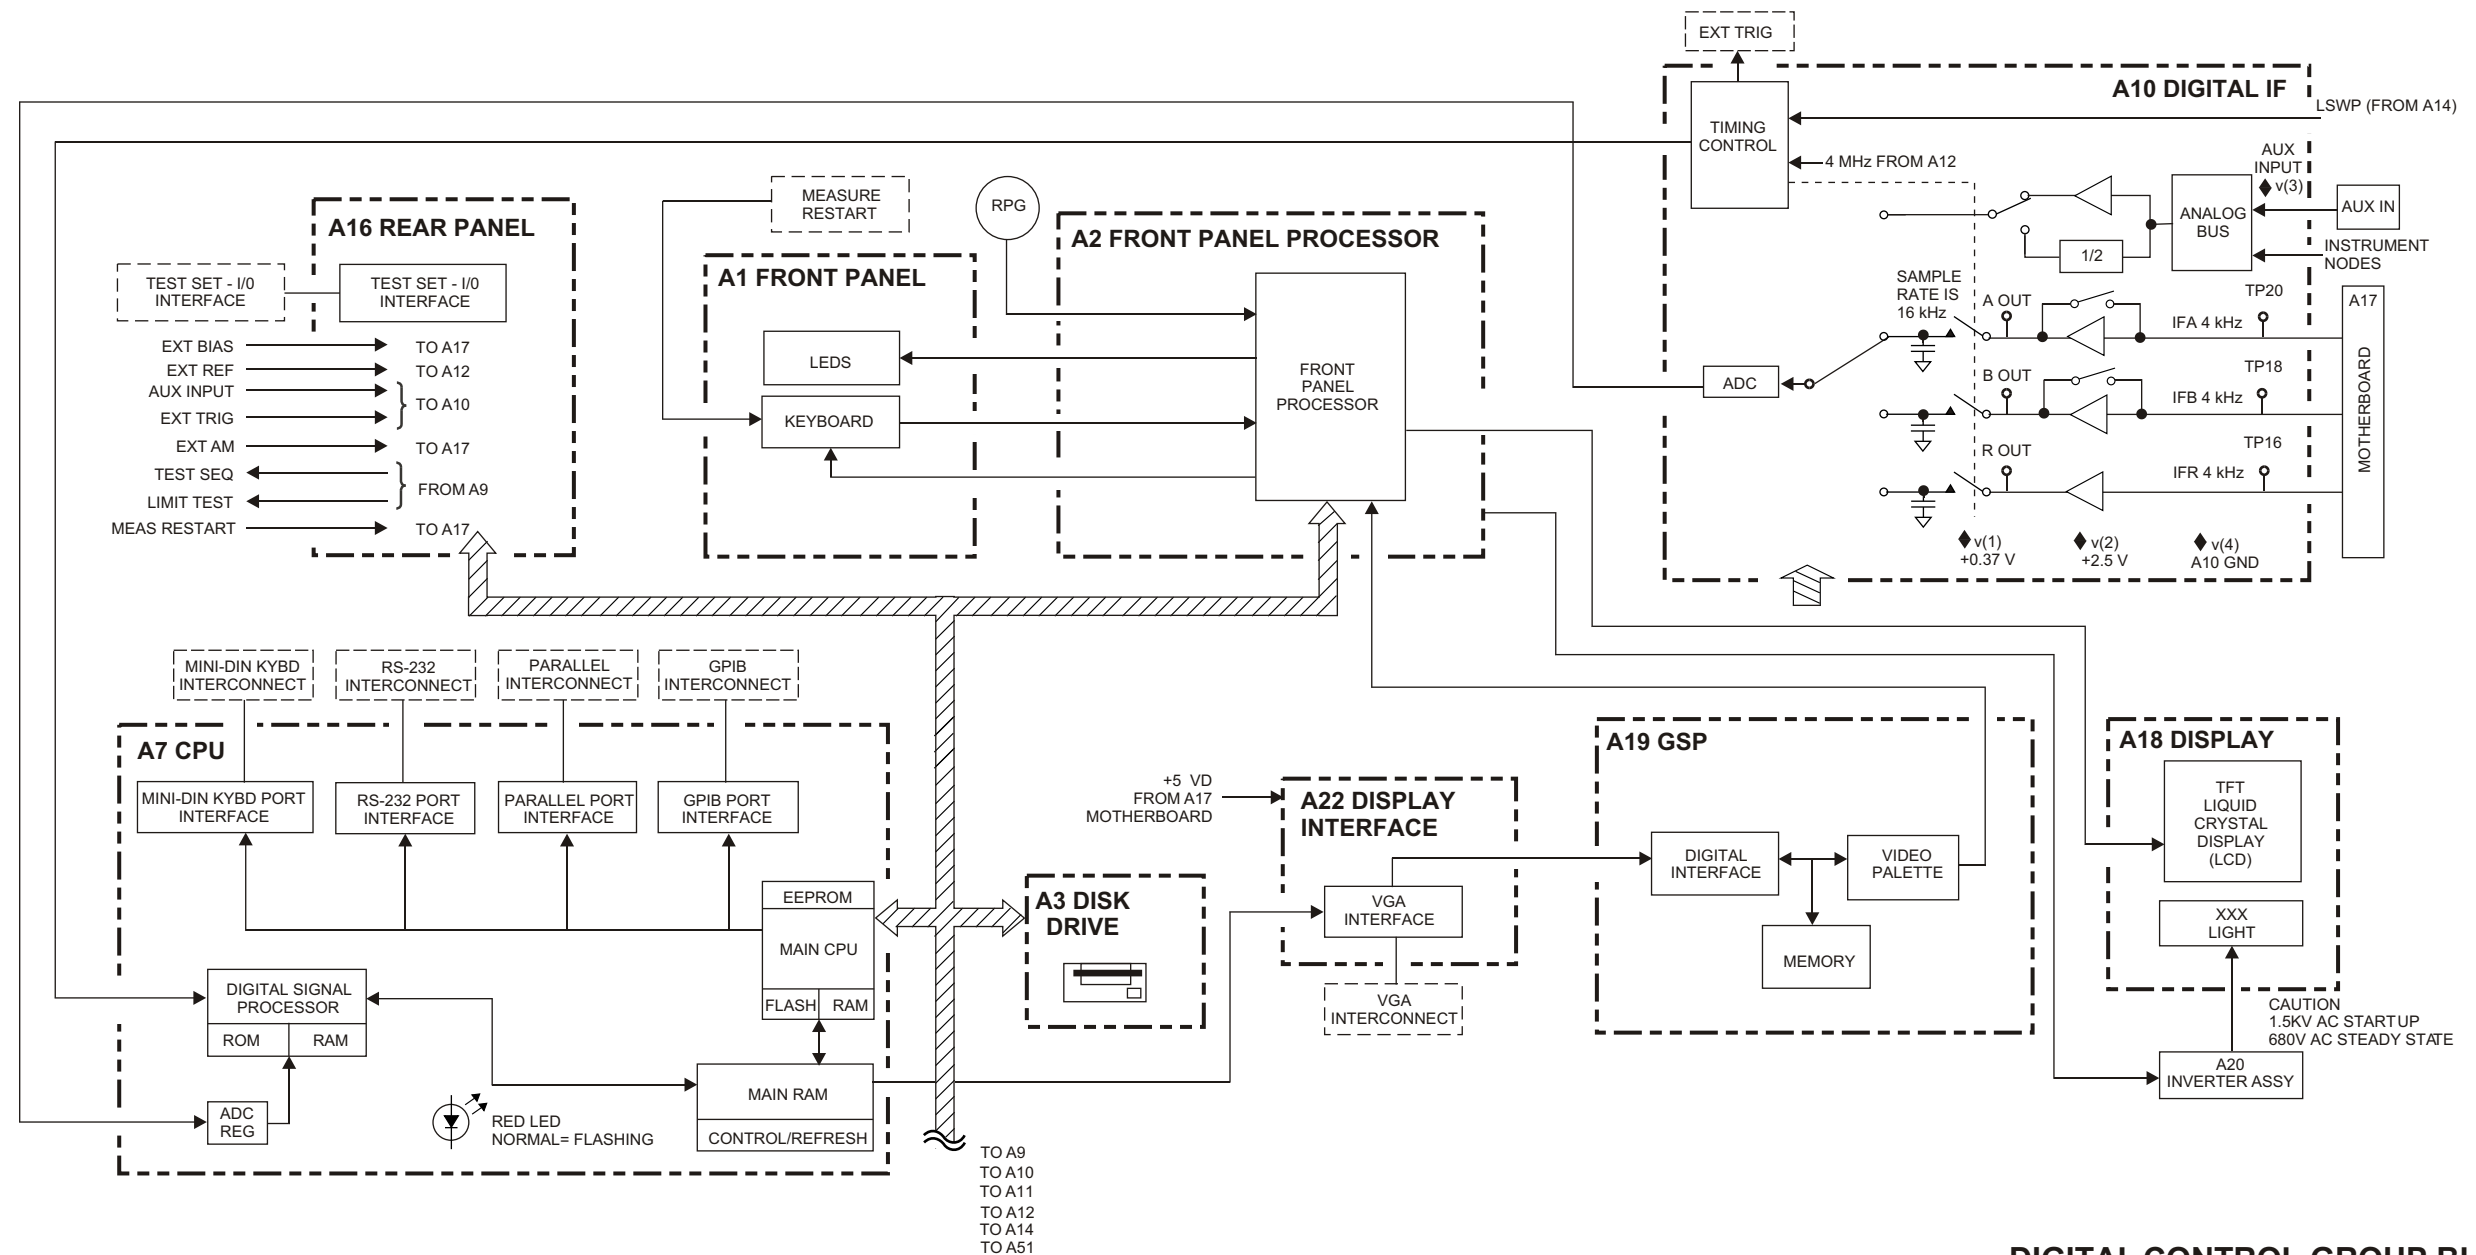 EXT TRIG
A10 DIGITAL IF
LSWP (FROM A14)
TIMING
CONTROL
4 MHz FROM A12
AUX
INPUT
v(3)
ANALOG
BUS
AUX IN
INSTRUMENT
NODES
1/2
SAMPLE
RATE IS
16 kHz
A OUT
TP20
IFA 4 kHz
A17
MOTHERBOARD
ADC
B OUT
TP18
IFB 4 kHz
R OUT
TP16
IFR 4 kHz
v(1)
+0.37 V
v(2)
+2.5 V
v(4)
A10 GND
MEASURE
RESTART
RPG
A16 REAR PANEL
TEST SET - I/0
INTERFACE
TEST SET - I/0
INTERFACE
EXT BIAS
TO A17
EXT REF
TO A12
AUX INPUT
EXT TRIG
TO A10
EXT AM
TO A17
TEST SEQ
LIMIT TEST
FROM A9
MEAS RESTART
TO A17
A1 FRONT PANEL
LEDS
KEYBOARD
A2 FRONT PANEL PROCESSOR
FRONT
PANEL
PROCESSOR
MINI-DIN KYBD
INTERCONNECT
RS-232
INTERCONNECT
PARALLEL
INTERCONNECT
GPIB
INTERCONNECT
A7 CPU
MINI-DIN KYBD PORT
INTERFACE
RS-232 PORT
INTERFACE
PARALLEL PORT
INTERFACE
GPIB PORT
INTERFACE
EEPROM
MAIN CPU
FLASH
RAM
DIGITAL SIGNAL
PROCESSOR
ROM
RAM
ADC
REG
RED LED
NORMAL= FLASHING
MAIN RAM
CONTROL/REFRESH
A3 DISK
DRIVE
TO A9
TO A10
TO A11
TO A12
TO A14
TO A51
+5 VD
FROM A17
MOTHERBOARD
A22 DISPLAY
INTERFACE
VGA
INTERFACE
VGA
INTERCONNECT
A19 GSP
DIGITAL
INTERFACE
VIDEO
PALETTE
MEMORY
A18 DISPLAY
TFT
LIQUID
CRYSTAL
DISPLAY
(LCD)
XXX
LIGHT
CAUTION
1.5KV AC STARTUP
680V AC STEADY STATE
A20
INVERTER ASSY
DIGITAL CONTROL GROUP